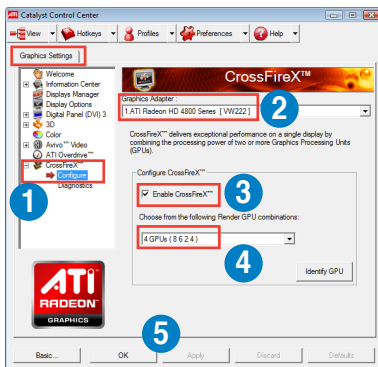 Catalyst Control Center
View Hotkeys Profiles Preferences Help
Graphics Settings
Welcome
Information Center
Displays Manager
Display Options
Digital Panel (DVI) 3
3D
Color
Avivo™ Video
ATI Overdrive™
CrossFireX™
Configure
Diagnostics
1
ATI
RADEON
GRAPHICS
CrossFireX™
Graphics Adapter :
1.ATI Radeon HD 4800 Series [ VW222 ]
2
CrossFireX™ delivers exceptional performance on a single display by
combining the processing power of two or more Graphics Processing Units
(GPUs).
Configure CrossFireX™
Enable CrossFireX™
3
Choose from the following Render GPU combinations:
4 GPUs ( 8 6 2 4 )
4
Identify GPU
5
Basic... OK Apply Discard Defaults